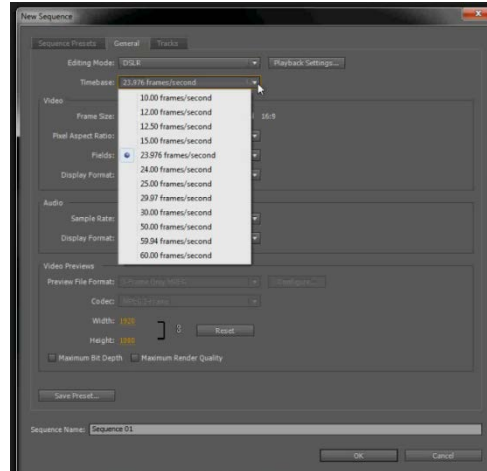 New Sequence
Sequence Presets General Tracks
Editing Mode: DSLR Playback Settings...
Timebase: 23.976 frames/second
10.00 frames/second
12.00 frames/second
12.50 frames/second
15.00 frames/second
23.976 frames/second
24.00 frames/second
25.00 frames/second
29.97 frames/second
30.00 frames/second
50.00 frames/second
59.94 frames/second
60.00 frames/second
Video
Frame Size: 16:9
Pixel Aspect Ratio:
Fields:
Display Format:
Audio
Sample Rate:
Display Format:
Video Previews
Preview File Format:
Codec:
Width: 1920
Height: 1080
Reset
Maximum Bit Depth Maximum Render Quality
Save Preset...
Sequence Name: Sequence 01
OK Cancel